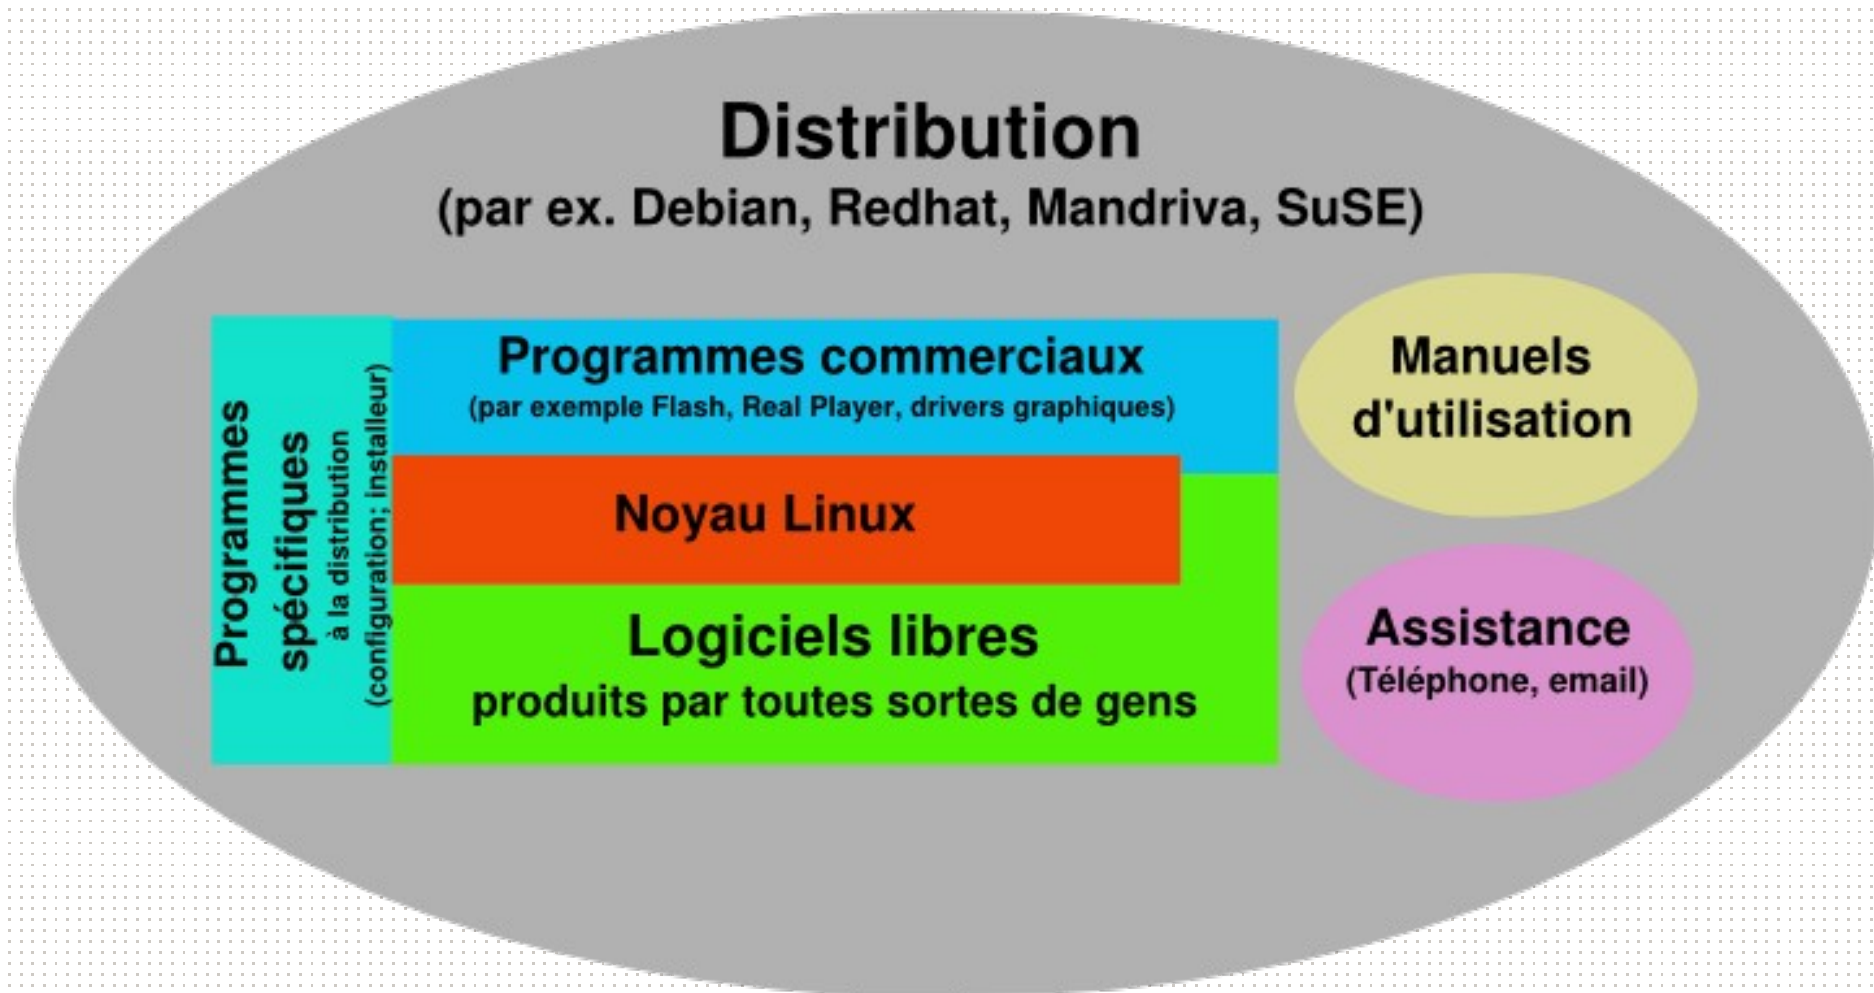 Distribution
(par ex. Debian, Redhat, Mandriva, SuSE)
Programmes
spécifiques
à la distribution
(configuration; installeur)
Programmes commerciaux
(par exemple Flash, Real Player, drivers graphiques)
Noyau Linux
Logiciels libres
produits par toutes sortes de gens
Manuels
d'utilisation
Assistance
(Téléphone, email)